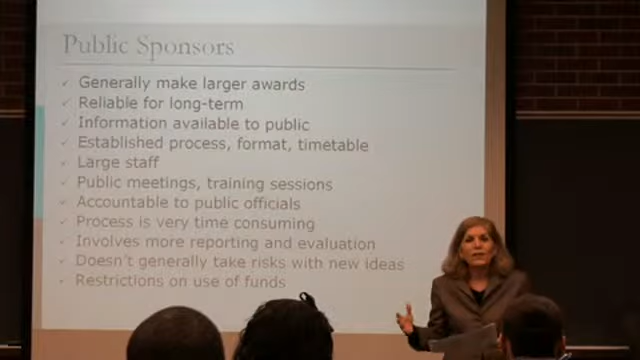 Public Sponsors
✓ Generally make larger awards
✓ Reliable for long-term
✓ Information available to public
✓ Established process, format, timetable
✓ Large staff
✓ Public meetings, training sessions
✓ Accountable to public officials
✓ Process is very time consuming
✓ Involves more reporting and evaluation
✓ Doesn't generally take risks with new ideas
✓ Restrictions on use of funds